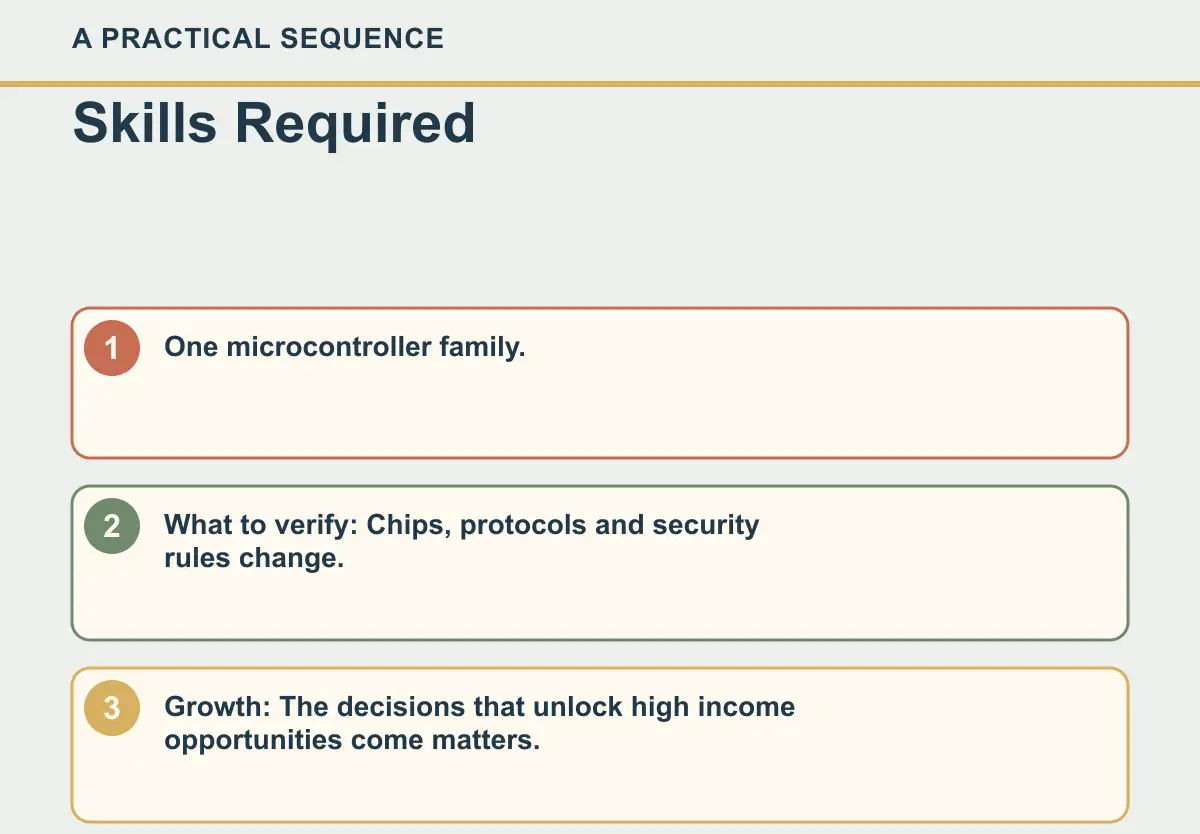 A PRACTICAL SEQUENCE
Skills Required
1
One microcontroller family.
2
What to verify: Chips, protocols and security
rules change.
3
Growth: The decisions that unlock high income
opportunities come matters.